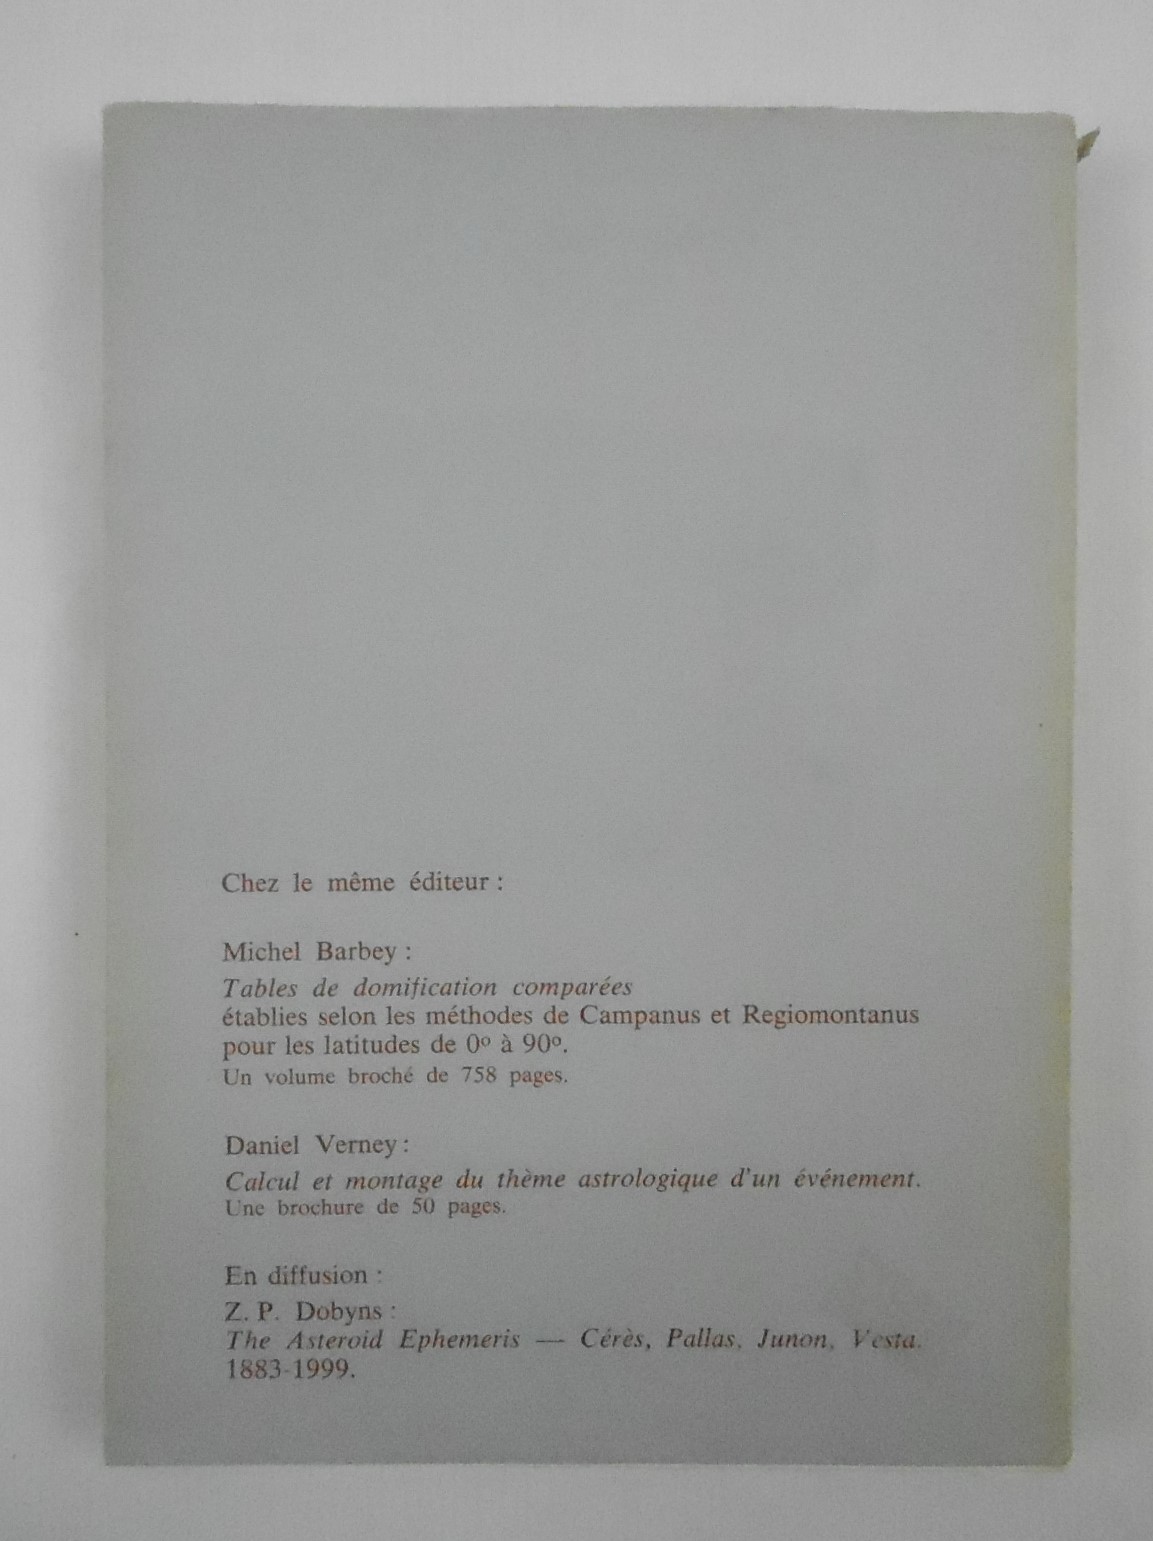 Chez le même éditeur :
Michel Barbey :
Tables de domification comparées
établies selon les méthodes de Campanus et Regiomontanus
pour les latitudes de 0º à 90º.
Un volume broché de 758 pages.
Daniel Verney :
Calcul et montage du thème astrologique d'un événement.
Une brochure de 50 pages.
En diffusion :
Z. P. Dobyns :
The Asteroid Ephemeris — Cérès, Pallas, Junon, Vesta.
1883-1999.